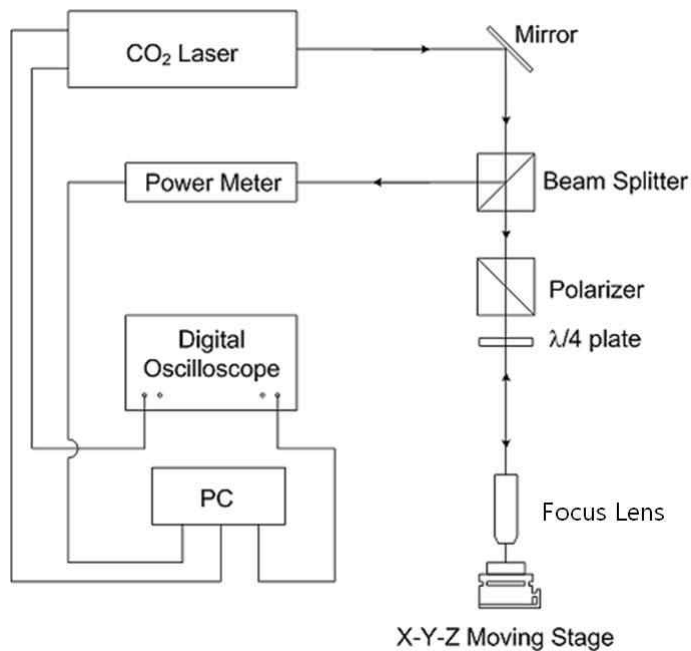 CO₂ Laser
Mirror
Power Meter
Beam Splitter
Polarizer
λ/4 plate
Digital
Oscilloscope
PC
Focus Lens
X-Y-Z Moving Stage